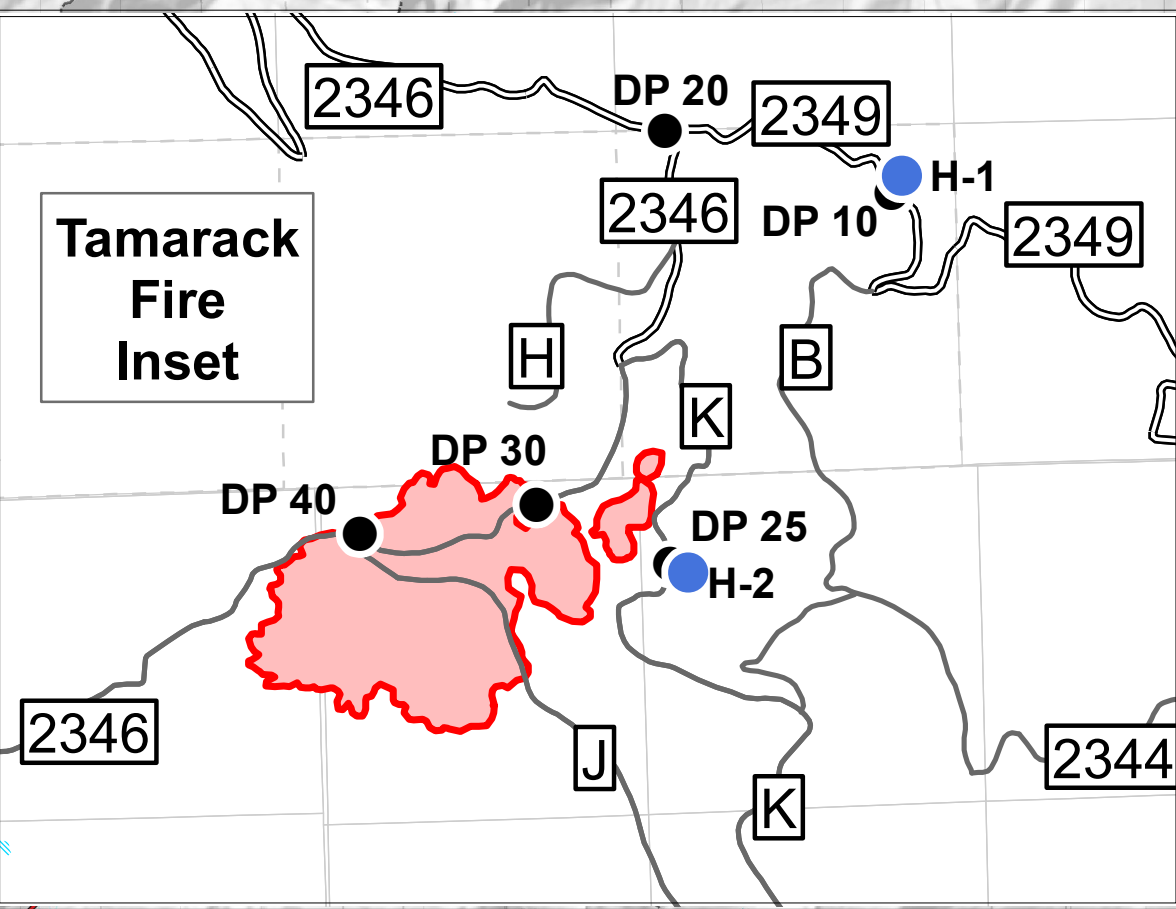 DP 20
2346
2349
H-1
2346
DP 10
2349
Tamarack
Fire
Inset
H
B
K
DP 30
DP 40
DP 25
H-2
2346
J
2344
K